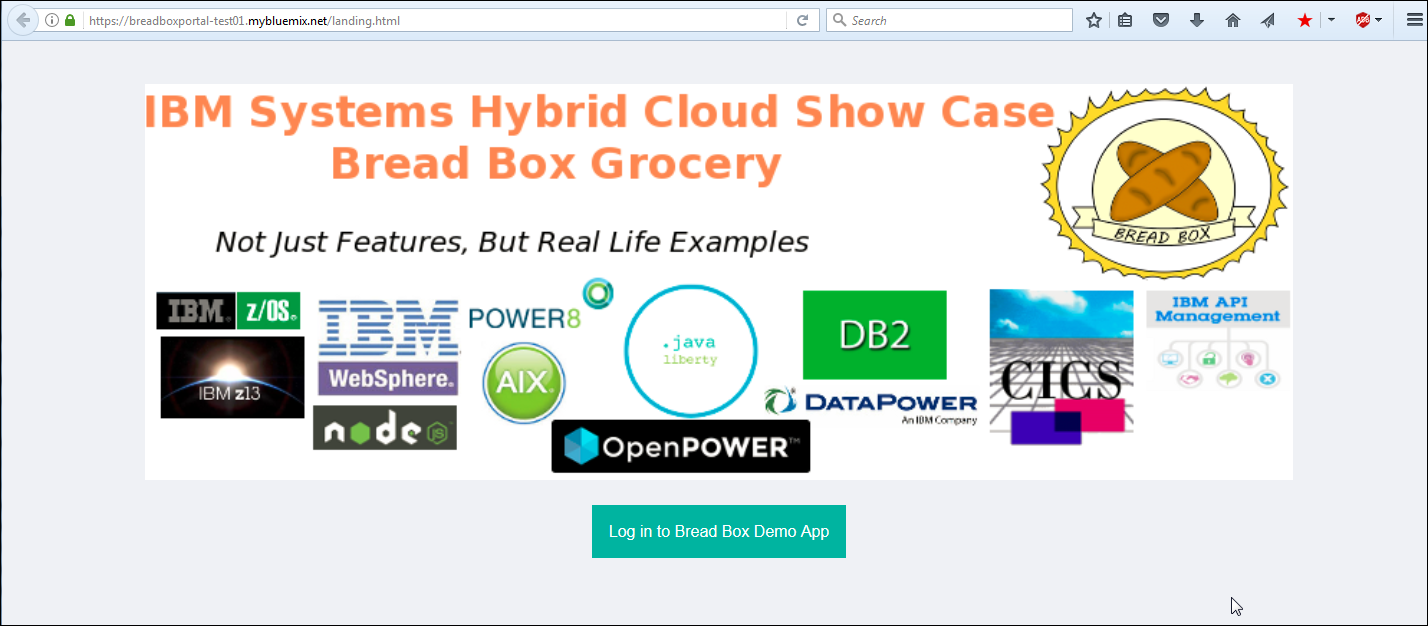 https://breadboxportal-test01.mybluemix.net/landing.html
Search
ABP
IBM Systems Hybrid Cloud Show Case
Bread Box Grocery
BREAD BOX
Not Just Features, But Real Life Examples
IBM® z/OS®
IBM z13
IBM
WebSphere®
node JS
POWER8
AIX®
.java
liberty
DB2
DATAPOWER
An IBM Company
OpenPOWER™
CICS
IBM API
Management
Log in to Bread Box Demo App